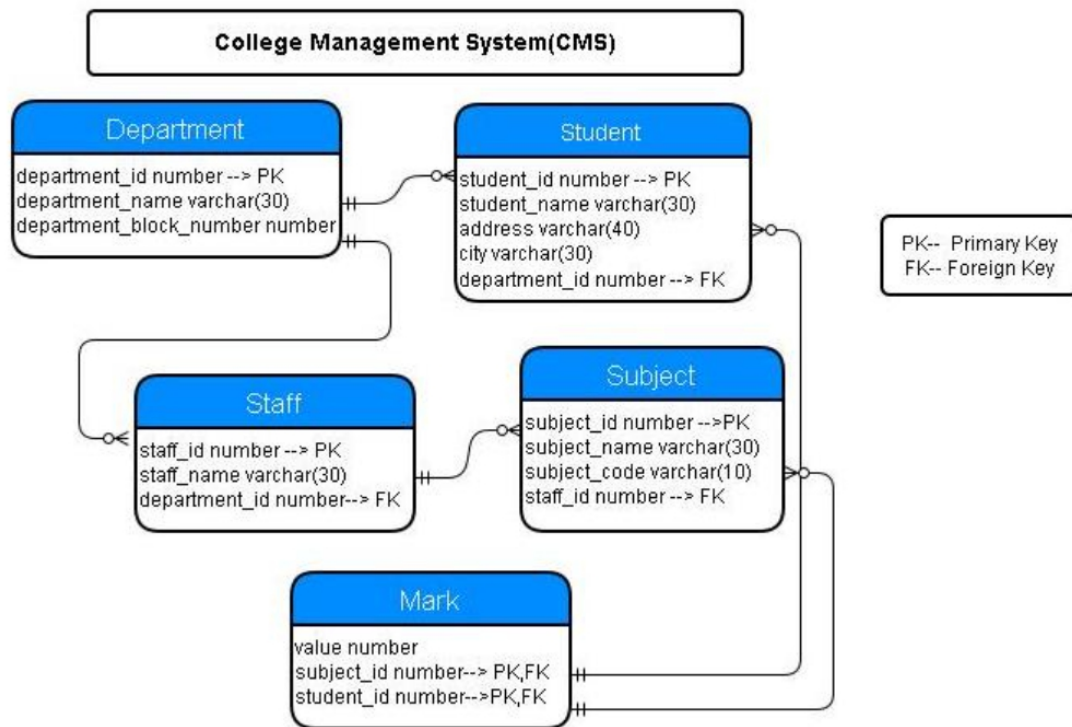 College Management System(CMS)
Department
department_id number --> PK
department_name varchar(30)
department_block_number number
Student
student_id number --> PK
student_name varchar(30)
address varchar(40)
city varchar(30)
department_id number --> FK
PK-- Primary Key
FK-- Foreign Key
Staff
staff_id number --> PK
staff_name varchar(30)
department_id number--> FK
Subject
subject_id number -->PK
subject_name varchar(30)
subject_code varchar(10)
staff_id number --> FK
Mark
value number
subject_id number--> PK,FK
student_id number-->PK,FK